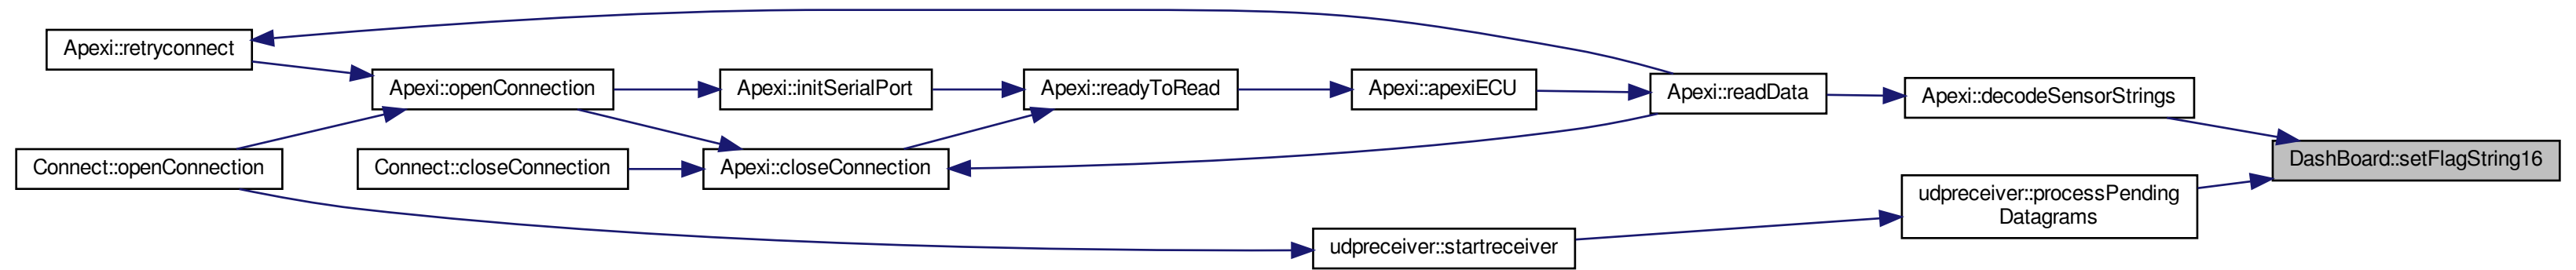 Apexi::retryconnect
Apexi::openConnection
Connect::openConnection
Connect::closeConnection
Apexi::initSerialPort
Apexi::closeConnection
Apexi::readyToRead
Apexi::apexiECU
udpreceiver::startreceiver
Apexi::readData
Apexi::decodeSensorStrings
udpreceiver::processPending
Datagrams
DashBoard::setFlagString16